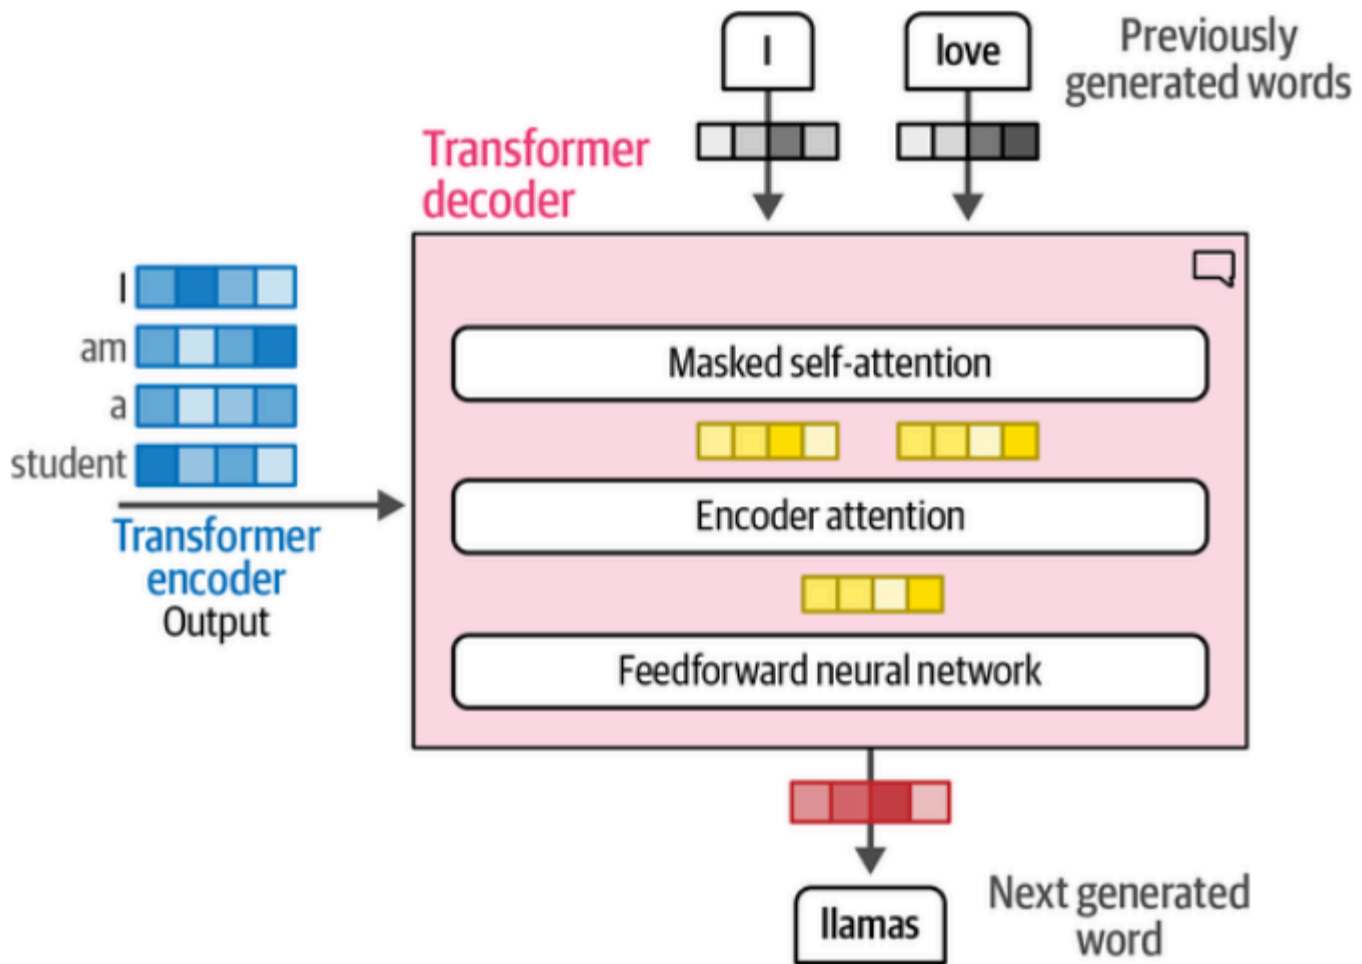 I
love
Previously
generated words
Transformer
decoder
I
am
a
student
Transformer
encoder
Output
Masked self-attention
Encoder attention
Feedforward neural network
llamas
Next generated
word